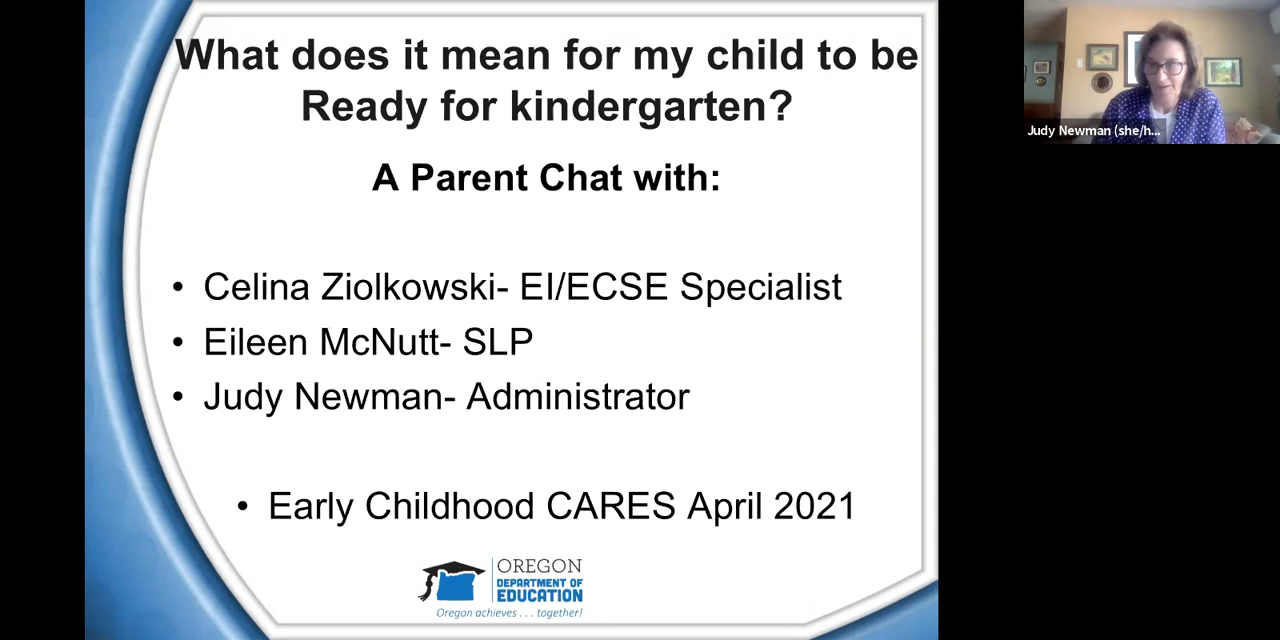 What does it mean for my child to be
Ready for kindergarten?
A Parent Chat with:
• Celina Ziolkowski- EI/ECSE Specialist
• Eileen McNutt- SLP
• Judy Newman- Administrator
• Early Childhood CARES April 2021
OREGON
DEPARTMENT OF
EDUCATION
Oregon achieves . . . together!
Judy Newman (she/h...